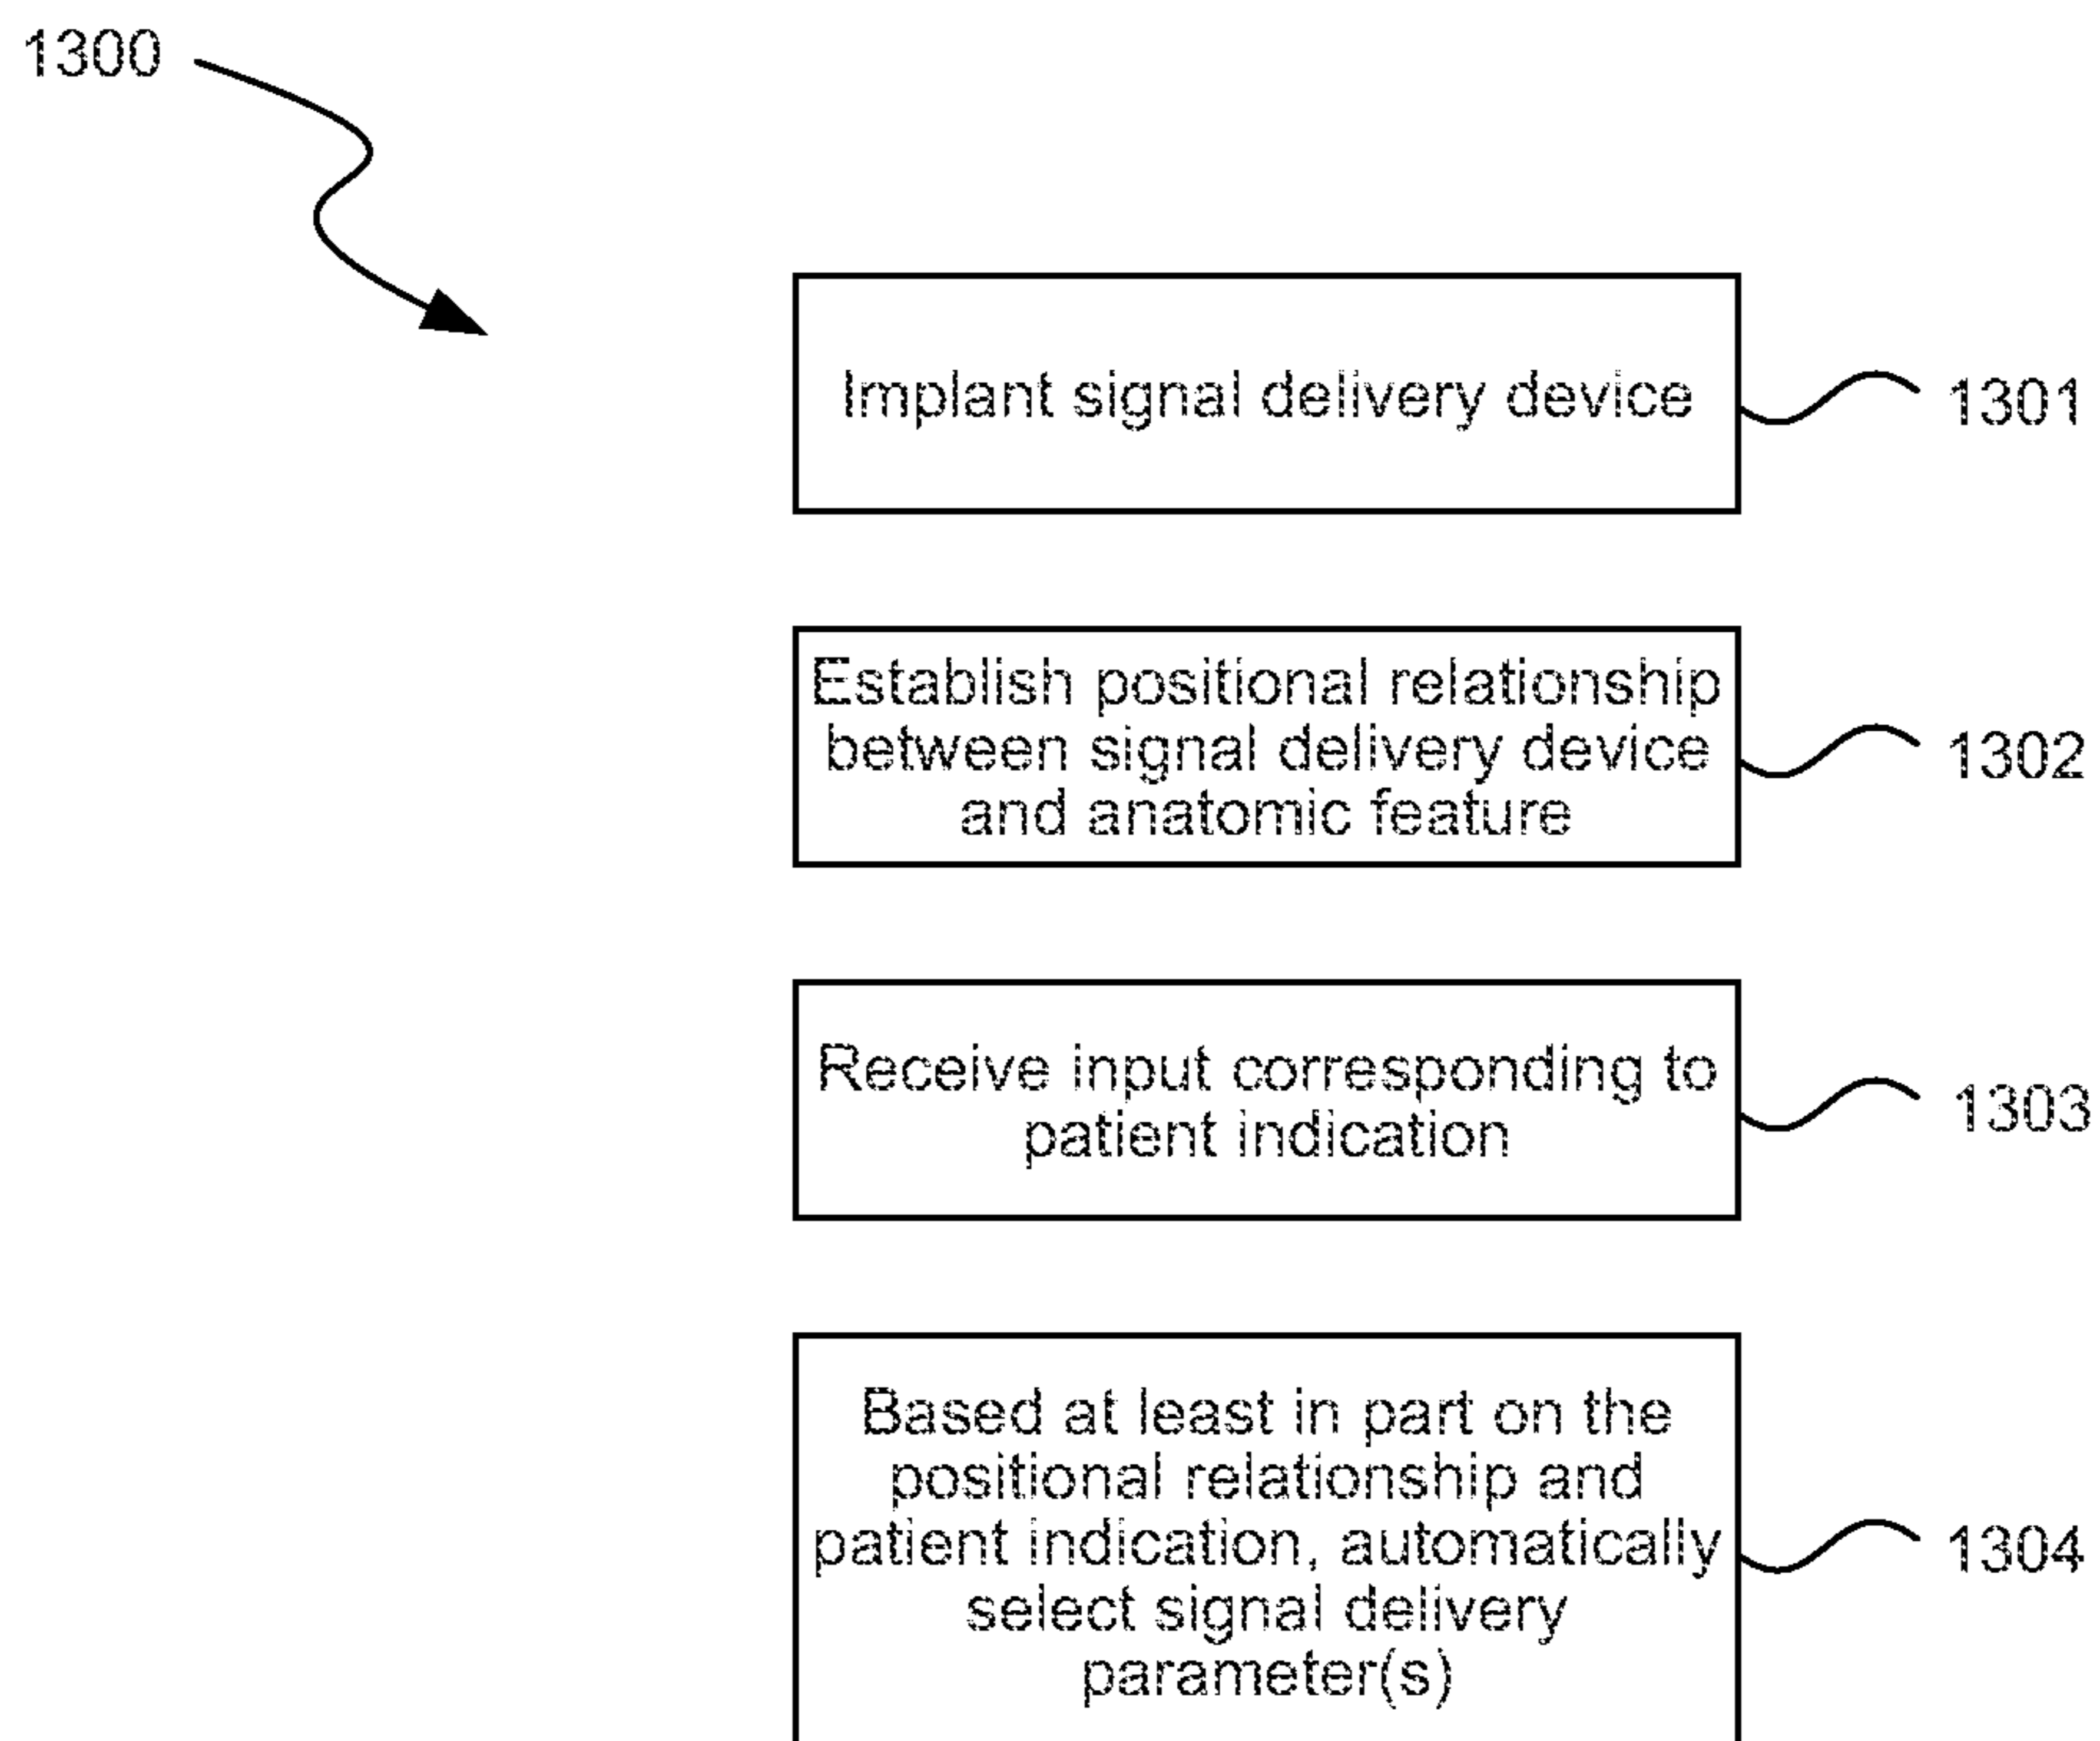 1300
Implant signal delivery device
1301
Establish positional relationship
between signal delivery device
and anatomic feature
1302
Receive input corresponding to
patient indication
1303
Based at least in part on the
positional relationship and
patient indication, automatically
select signal delivery
parameter(s)
1304